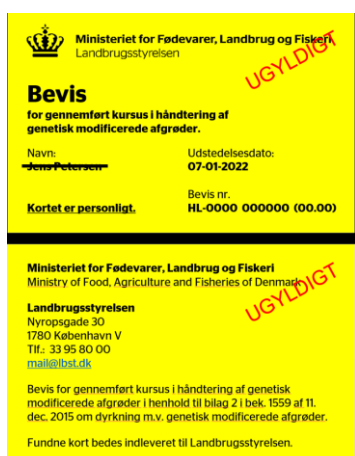 Ministeriet for Fødevarer, Landbrug og Fiskeri
Landbrugsstyrelsen
UGYLDIGT
Bevis
for gennemført kursus i håndtering af
genetisk modificerede afgrøder.
Navn: Udstedelsesdato:
Jens Petersen 07-01-2022
Bevis nr.
Kortet er personligt. HL-0000 000000 (00.00)
Ministeriet for Fødevarer, Landbrug og Fiskeri
Ministry of Food, Agriculture and Fisheries of Denmark
UGYLDIGT
Landbrugsstyrelsen
Nyropsgade 30
1780 København V
Tlf.: 33 95 80 00
mail@lbst.dk
Bevis for gennemført kursus i håndtering af genetisk
modificerede afgrøder i henhold til bilag 2 i bek. 1559 af 11.
dec. 2015 om dyrkning m.v. genetisk modificerede afgrøder.
Fundne kort bedes indleveret til Landbrugsstyrelsen.